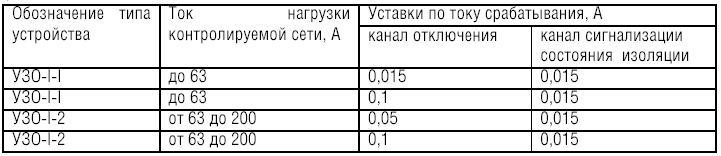 Обозначение типа устройства | Ток нагрузки контролируемой сети, А | Уставки по току срабатывания, А
канал отключения | канал сигнализации состояния изоляции
УЗО-I-I | до 63 | 0,015 | 0,015
УЗО-I-I | до 63 | 0,1 | 0,015
УЗО-I-2 | от 63 до 200 | 0,05 | 0,015
УЗО-I-2 | от 63 до 200 | 0,1 | 0,015